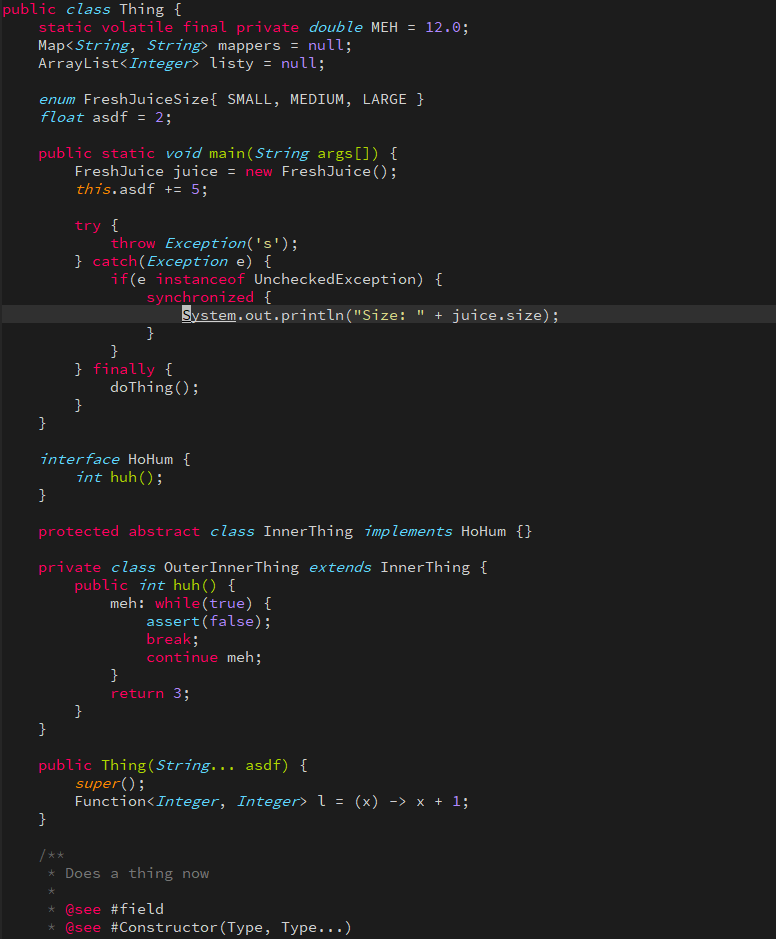 public class Thing {
    static volatile final private double MEH = 12.0;
    Map<String, String> mappers = null;
    ArrayList<Integer> listy = null;

    enum FreshJuiceSize{ SMALL, MEDIUM, LARGE }
    float asdf = 2;

    public static void main(String args[]) {
        FreshJuice juice = new FreshJuice();
        this.asdf += 5;

        try {
            throw Exception('s');
        } catch(Exception e) {
            if(e instanceof UncheckedException) {
                synchronized {
                    System.out.println("Size: " + juice.size);
                }
            }
        } finally {
            doThing();
        }
    }

    interface HoHum {
        int huh();
    }

    protected abstract class InnerThing implements HoHum {}

    private class OuterInnerThing extends InnerThing {
        public int huh() {
            meh: while(true) {
                assert(false);
                break;
                continue meh;
            }
            return 3;
        }
    }

    public Thing(String... asdf) {
        super();
        Function<Integer, Integer> l = (x) -> x + 1;
    }

    /**
     * Does a thing now
     *
     * @see #field
     * @see #Constructor(Type, Type...)